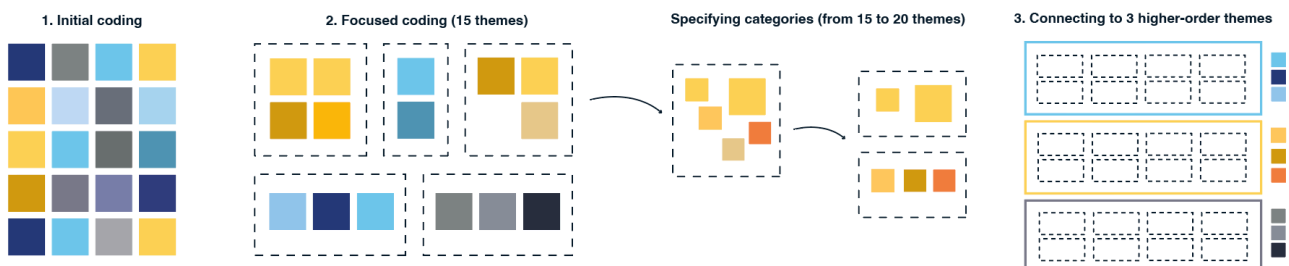 1. Initial coding
2. Focused coding (15 themes)
Specifying categories (from 15 to 20 themes)
3. Connecting to 3 higher-order themes